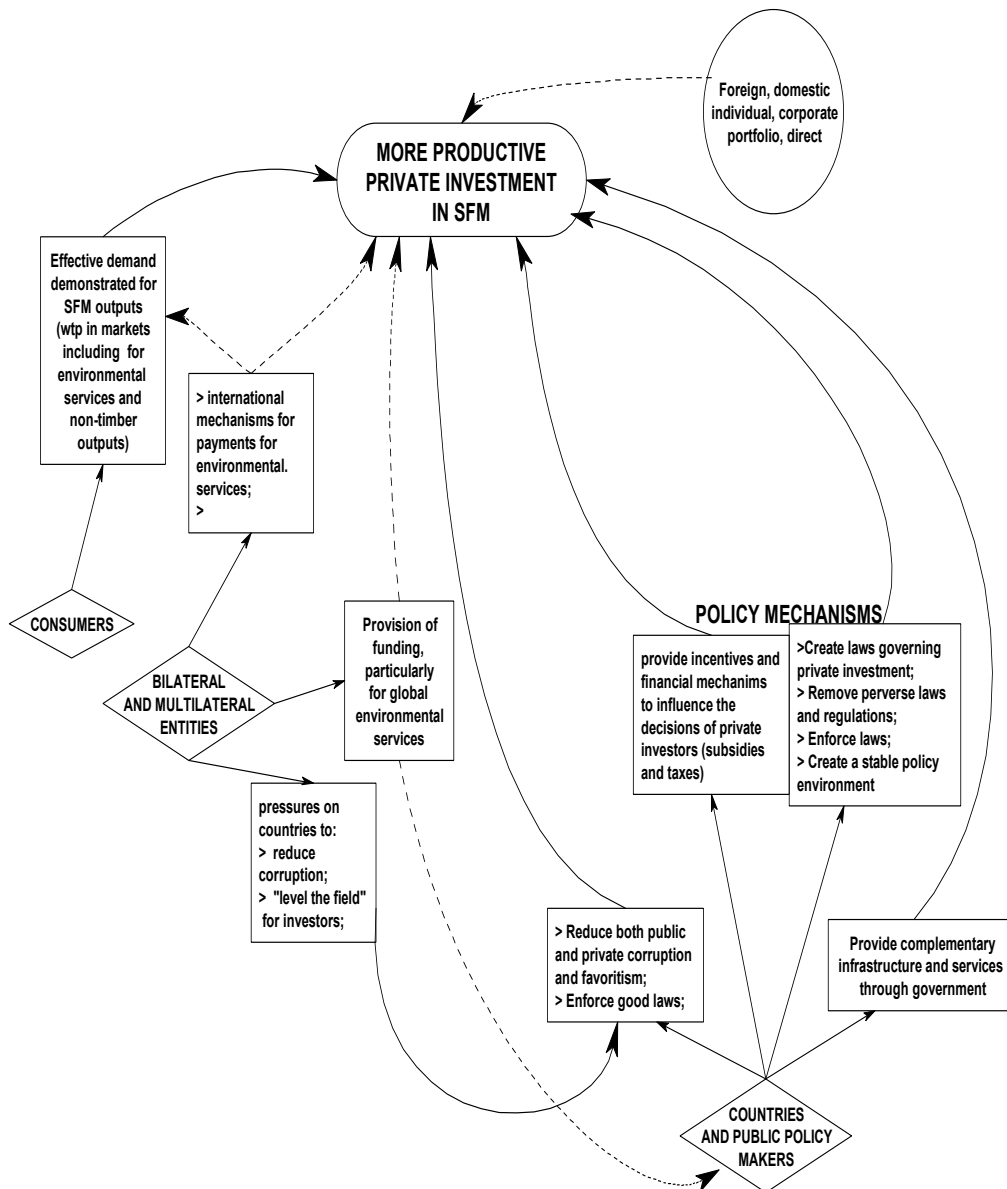 Foreign, domestic
individual, corporate
portfolio, direct
MORE PRODUCTIVE
PRIVATE INVESTMENT
IN SFM
Effective demand
demonstrated for
SFM outputs
(wtp in markets
including for
environmental
services and
non-timber
outputs)
> international
mechanisms for
payments for
environmental.
services;
>
CONSUMERS
BILATERAL
AND MULTILATERAL
ENTITIES
Provision of
funding,
particularly
for global
environmental
services
pressures on
countries to:
> reduce
corruption;
> "level the field"
for investors;
POLICY MECHANISMS
provide incentives and
financial mechanims
to influence the
decisions of private
investors (subsidies
and taxes)
>Create laws governing
private investment;
> Remove perverse laws
and regulations;
> Enforce laws;
> Create a stable policy
environment
> Reduce both public
and private corruption
and favoritism;
> Enforce good laws;
Provide complementary
infrastructure and services
through government
COUNTRIES
AND PUBLIC POLICY
MAKERS